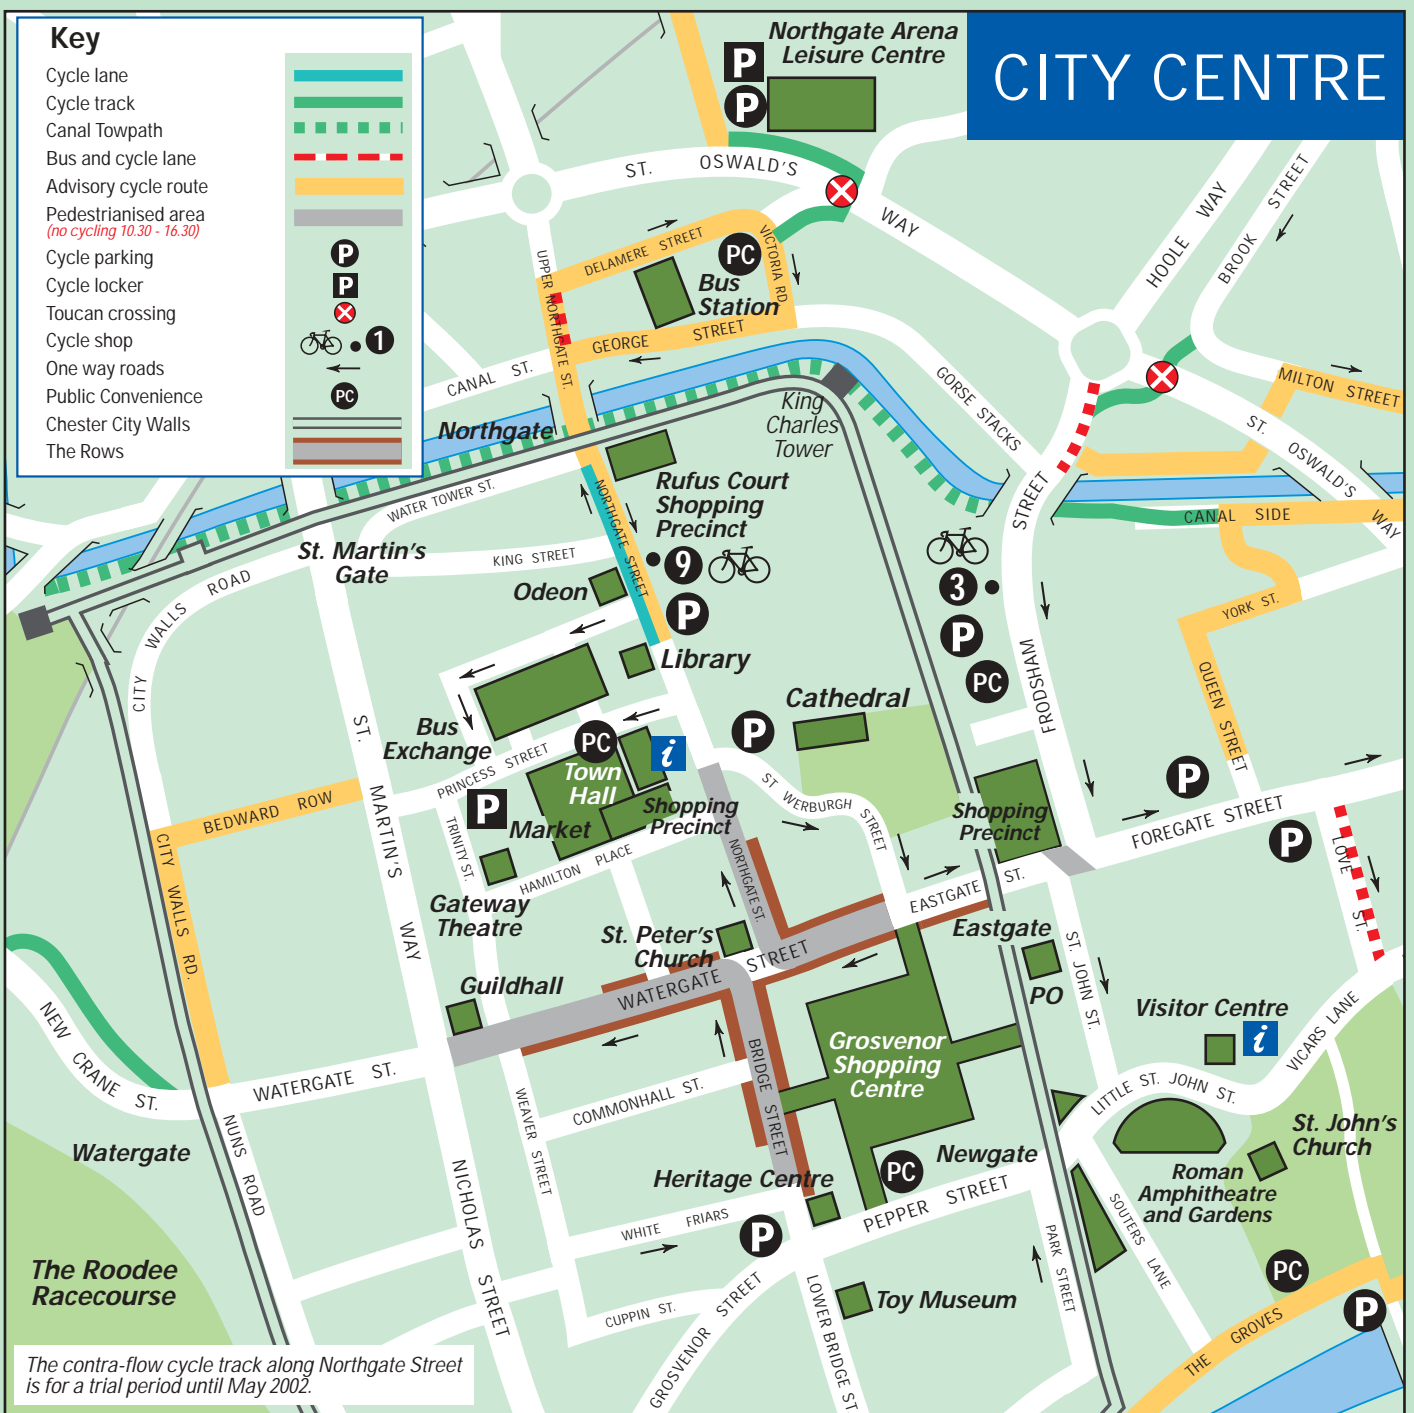 Key
Cycle lane
Cycle track
Canal Towpath
Bus and cycle lane
Advisory cycle route
Pedestrianised area
(no cycling 10.30 - 16.30)
Cycle parking
P
Cycle locker
P
Toucan crossing
Cycle shop
1
One way roads
Public Convenience
PC
Chester City Walls
The Rows
CITY CENTRE
Northgate Arena
Leisure Centre
P
P
ST. OSWALD'S WAY
HOOLE WAY
BROOK STREET
UPPER NORTHGATE ST.
DELAMERE STREET
VICTORIA RD
PC
Bus
Station
GEORGE STREET
CANAL ST.
GORSE STACKS
MILTON STREET
ST. OSWALD'S WAY
King
Charles
Tower
Northgate
WATER TOWER ST.
Rufus Court
Shopping
Precinct
NORTHGATE STREET
CANAL SIDE
STREET
St. Martin's
Gate
KING STREET
9
Odeon
P
3
P
PC
FRODSHAM
YORK ST.
QUEEN STREET
CITY WALLS ROAD
Library
Cathedral
P
Bus
Exchange
PC
i
PRINCESS STREET
Town
Hall
P
Market
Shopping
Precinct
ST WERBURGH STREET
Shopping
Precinct
P
FOREGATE STREET
P
LOVE ST.
BEDWARD ROW
ST. MARTIN'S WAY
TRINITY ST.
HAMILTON PLACE
NORTHGATE ST.
Gateway
Theatre
CITY WALLS RD.
EASTGATE ST.
Eastgate
St. Peter's
Church
STREET
WATERGATE
Guildhall
PO
ST. JOHN ST.
Visitor Centre
i
VICARS LANE
NEW CRANE ST.
WATERGATE ST.
Grosvenor
Shopping
Centre
BRIDGE STREET
COMMONHALL ST.
WEAVER STREET
LITTLE ST. JOHN ST.
St. John's
Church
Watergate
NUNS ROAD
Heritage Centre
PC
Newgate
Roman
Amphitheatre
and Gardens
NICHOLAS STREET
WHITE FRIARS
P
PEPPER STREET
SOUTERS LANE
PARK STREET
PC
P
The Roodee
Racecourse
CUPPIN ST.
GROSVENOR STREET
LOWER BRIDGE ST
Toy Museum
THE GROVES
The contra-flow cycle track along Northgate Street
is for a trial period until May 2002.